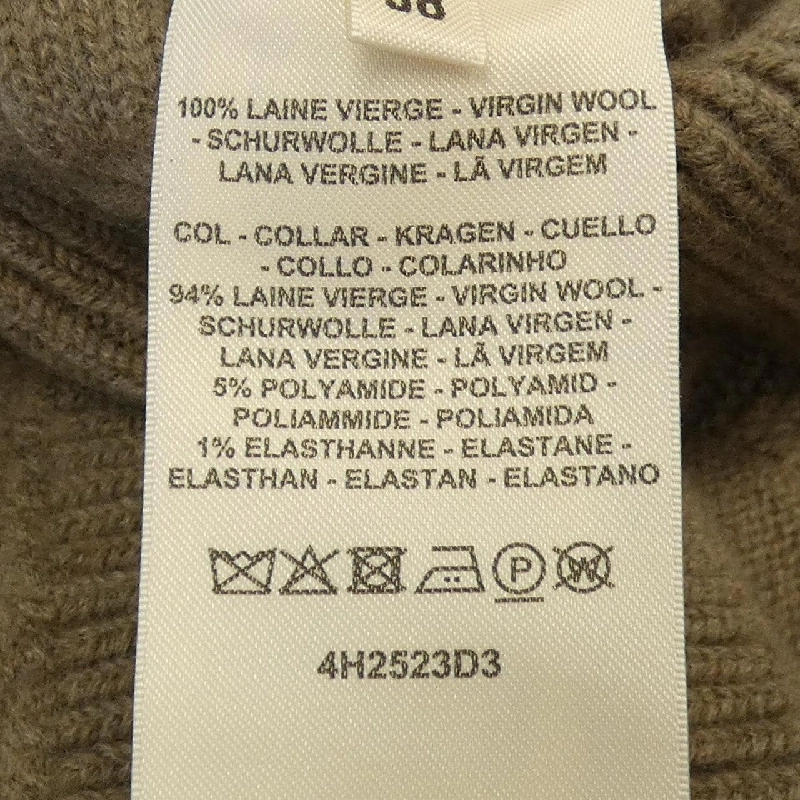 100% LAINE VIERGE - VIRGIN WOOL
- SCHURWOLLE - LANA VIRGEN -
LANA VERGINE - LÃ VIRGEM
COL - COLLAR - KRAGEN - CUELLO
- COLLO - COLARINHO
94% LAINE VIERGE - VIRGIN WOOL -
SCHURWOLLE - LANA VIRGEN -
LANA VERGINE - LÃ VIRGEM
5% POLYAMIDE - POLYAMID -
POLIAMMIDE - POLIAMIDA
1% ELASTHANNE - ELASTANE -
ELASTHAN - ELASTAN - ELASTANO
P W
4H2523D3